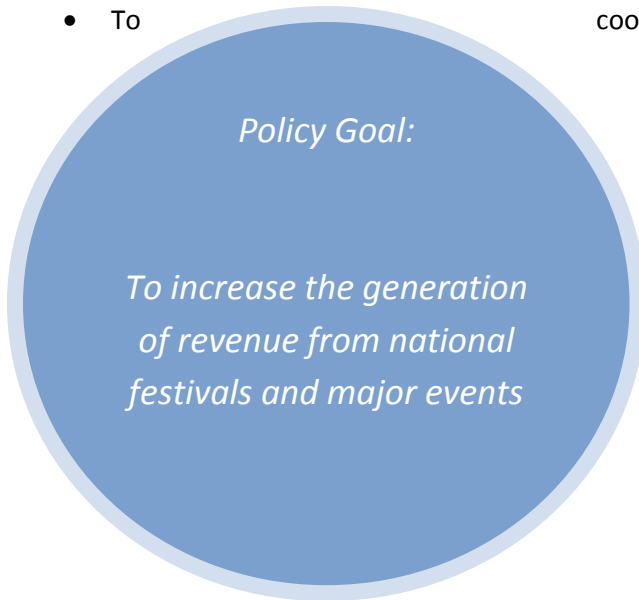 • To coo
Policy Goal:
To increase the generation
of revenue from national
festivals and major events